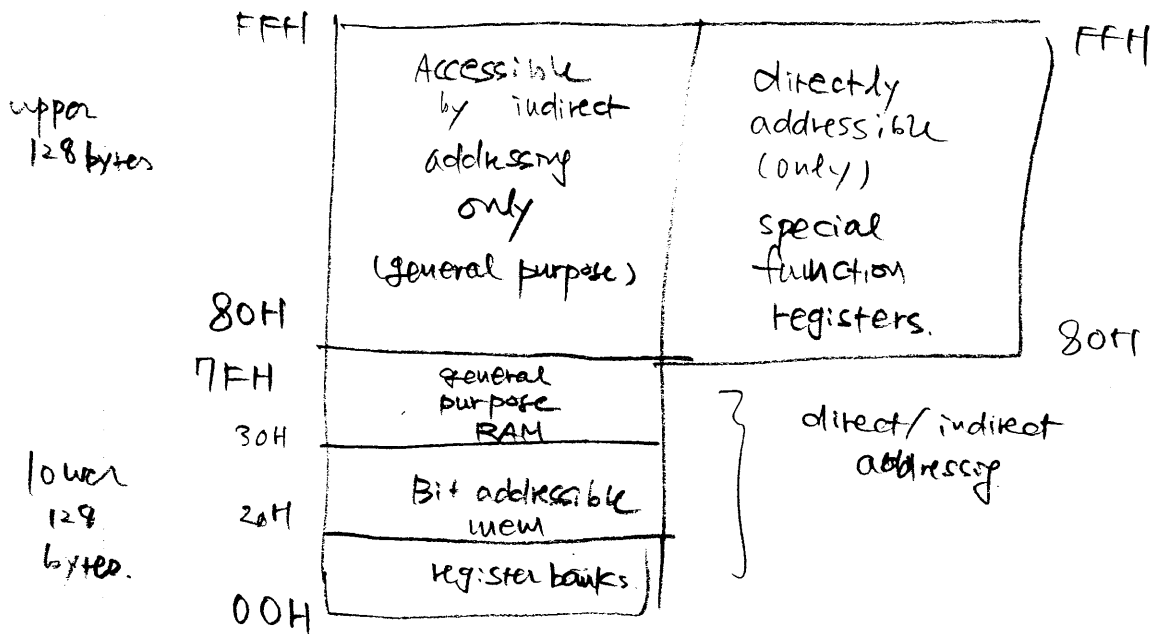 FFH
Accessible
by indirect
addressing
only
(general purpose)
directly
addressible
(only)
special
function
registers.
FFH
upper
128 bytes
80H
80H
7FH
general
purpose
RAM
30H
direct/indirect
addressig
lower
128
bytes.
Bit addressible
mem
20H
register banks
00H